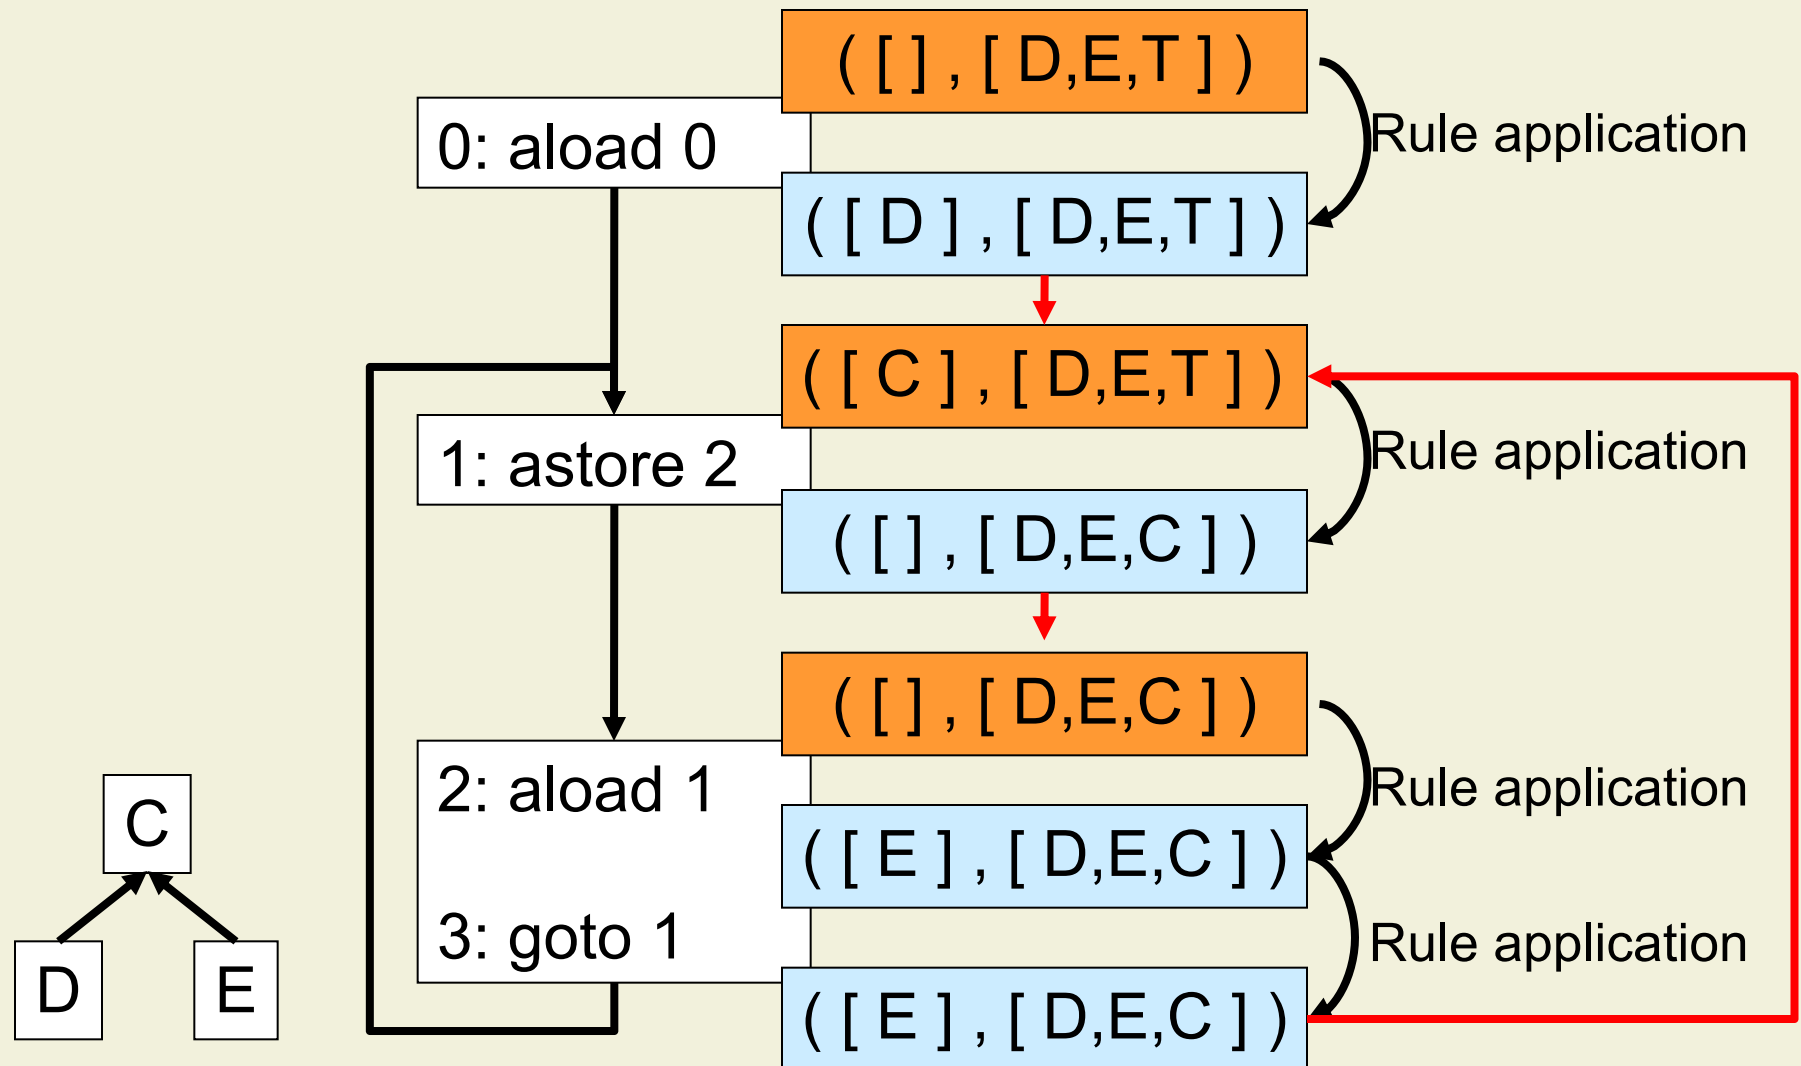 ( [ ] , [ D,E,T ] )
0: aload 0
Rule application
( [ D ] , [ D,E,T ] )
( [ C ] , [ D,E,T ] )
1: astore 2
Rule application
( [ ] , [ D,E,C ] )
( [ ] , [ D,E,C ] )
2: aload 1
Rule application
( [ E ] , [ D,E,C ] )
3: goto 1
Rule application
( [ E ] , [ D,E,C ] )
C
D
E